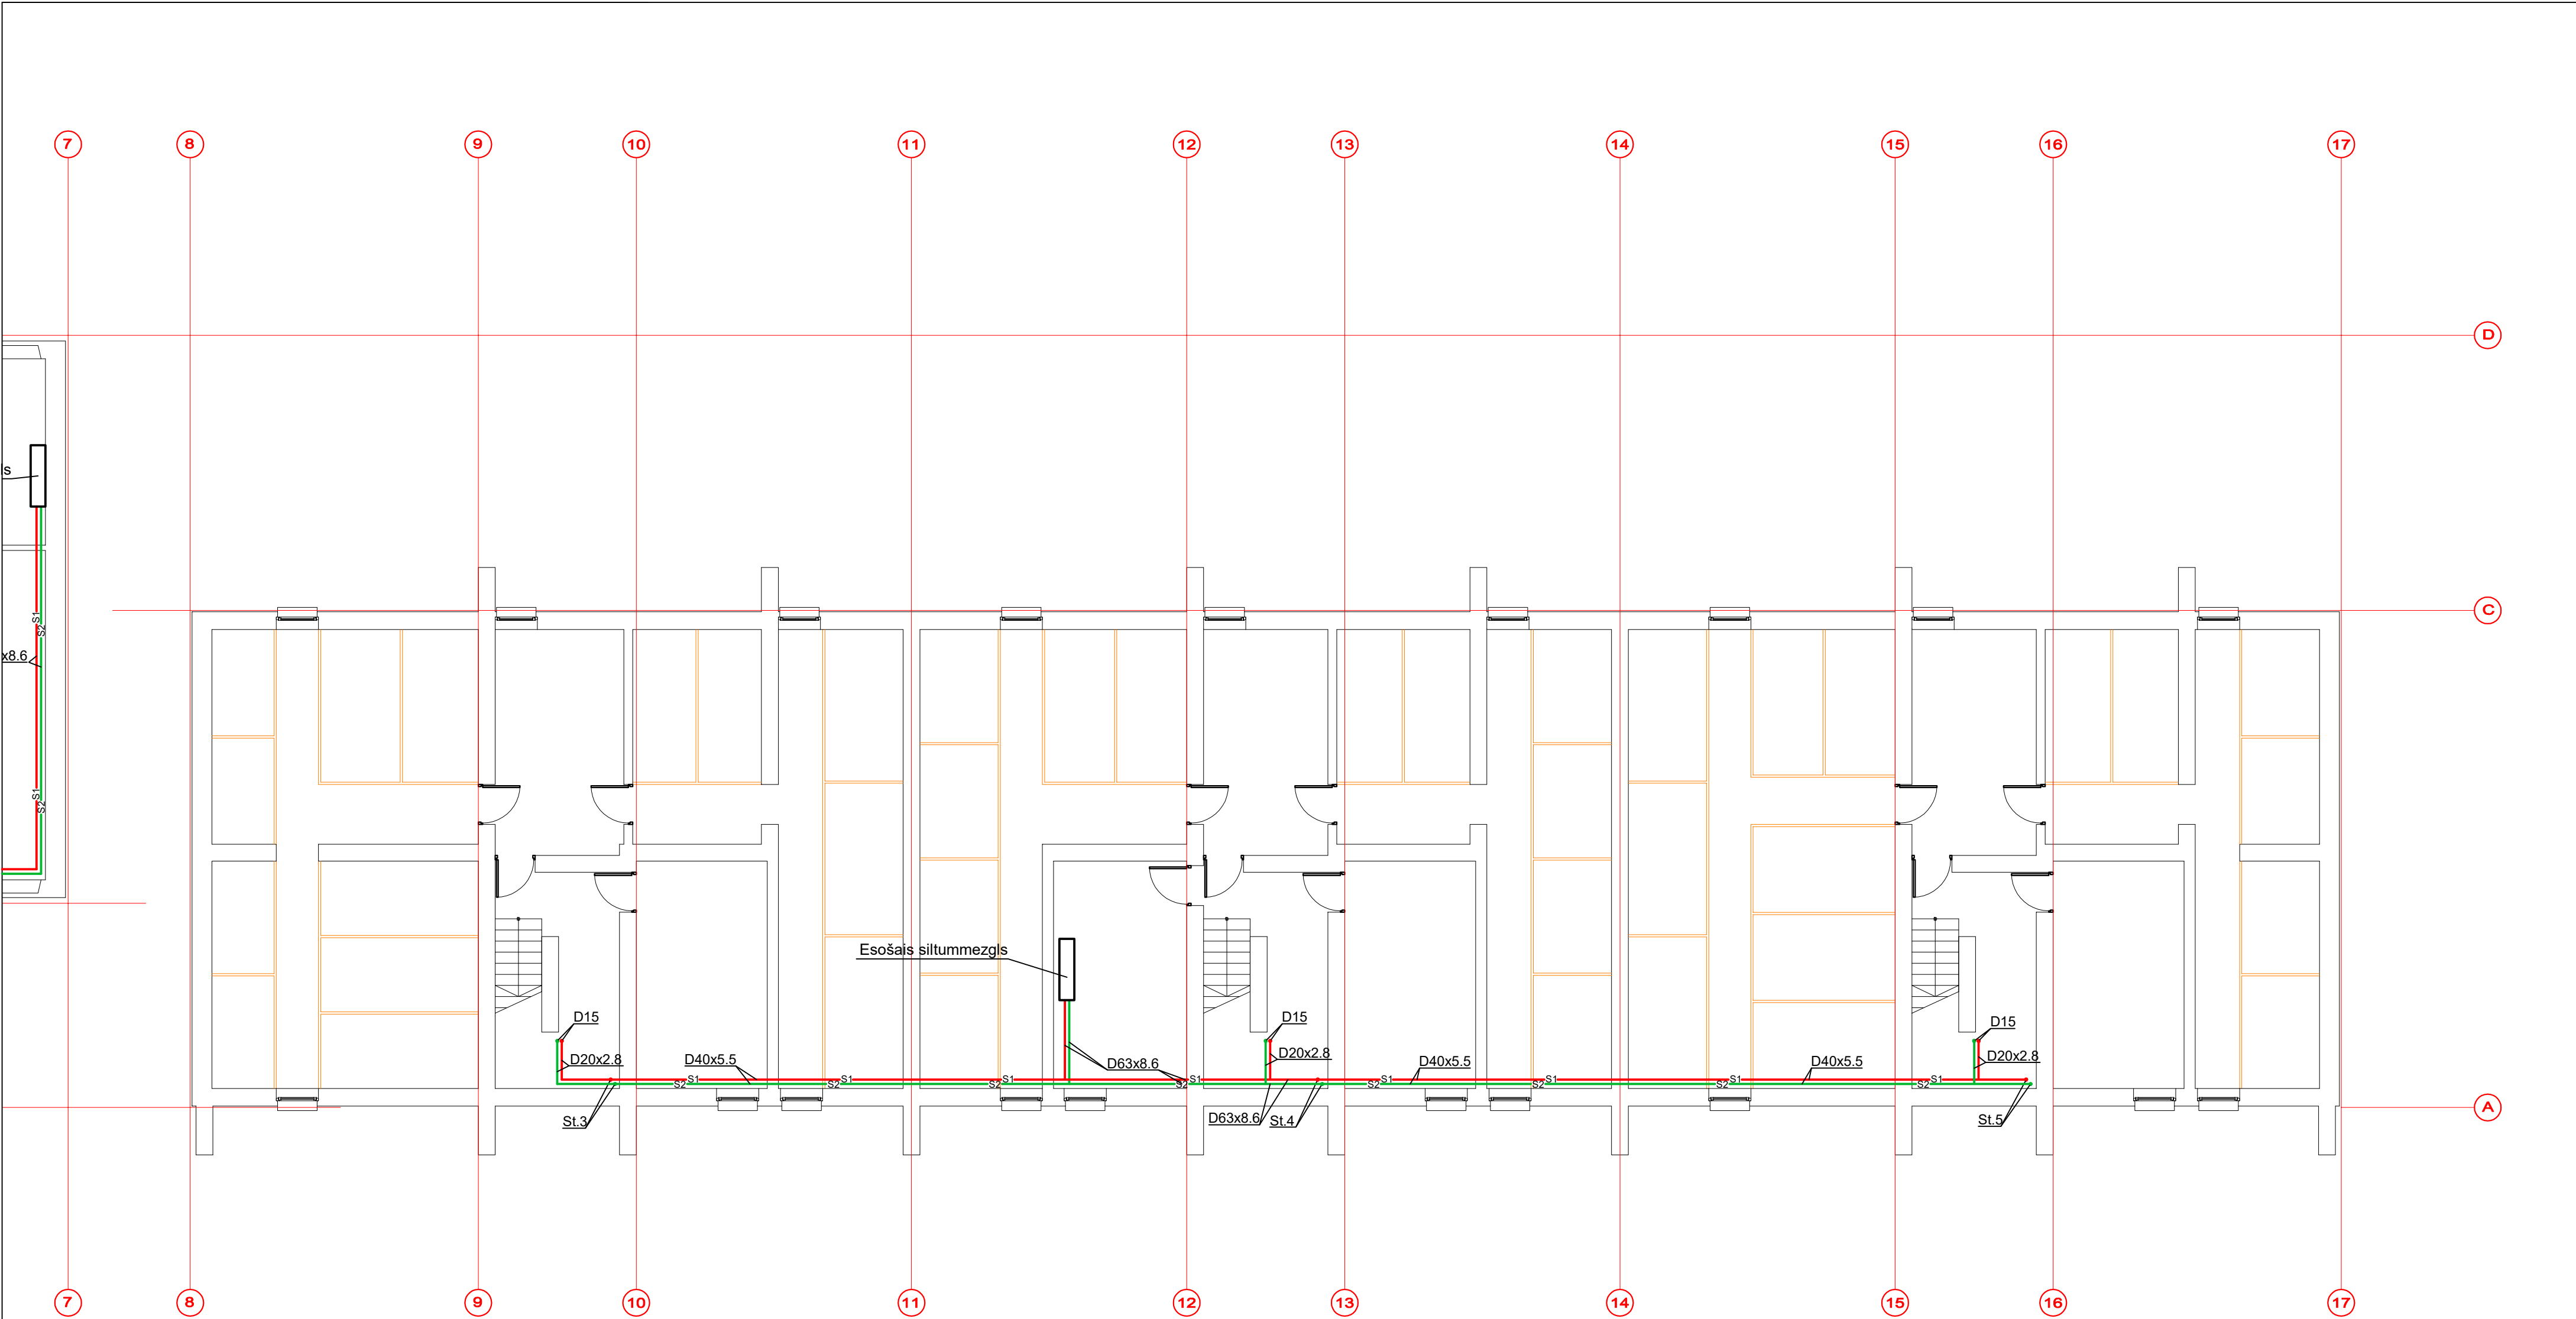 7 8 9 10 11 12 13 14 15 16 17
D
ls
C
S1
S2
x8.6
S1
S2
Esošais siltummezgls
D15 D15 D15
D20x2.8 D40x5.5 D63x8.6 D20x2.8 D40x5.5 D40x5.5 D20x2.8
S1 S1 S1 S1 S1 S1 S1 S1
S2 S2 S2 S2 S2 S2 S2 S2
St.3 D63x8.6 St.4 St.5
A
7 8 9 10 11 12 13 14 15 16 17